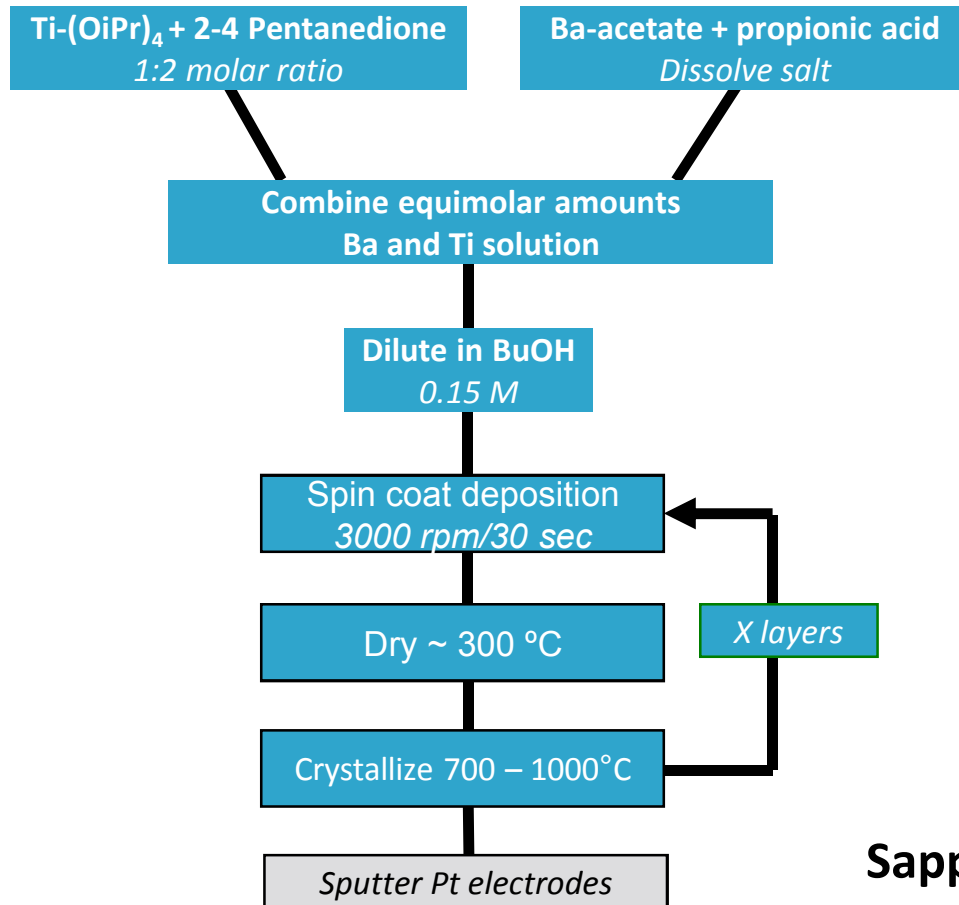 Ti-(OiPr)4 + 2-4 Pentanedione
1:2 molar ratio
Ba-acetate + propionic acid
Dissolve salt
Combine equimolar amounts
Ba and Ti solution
Dilute in BuOH
0.15 M
Spin coat deposition
3000 rpm/30 sec
Dry ~ 300 ºC
X layers
Crystallize 700 – 1000°C
Sputter Pt electrodes